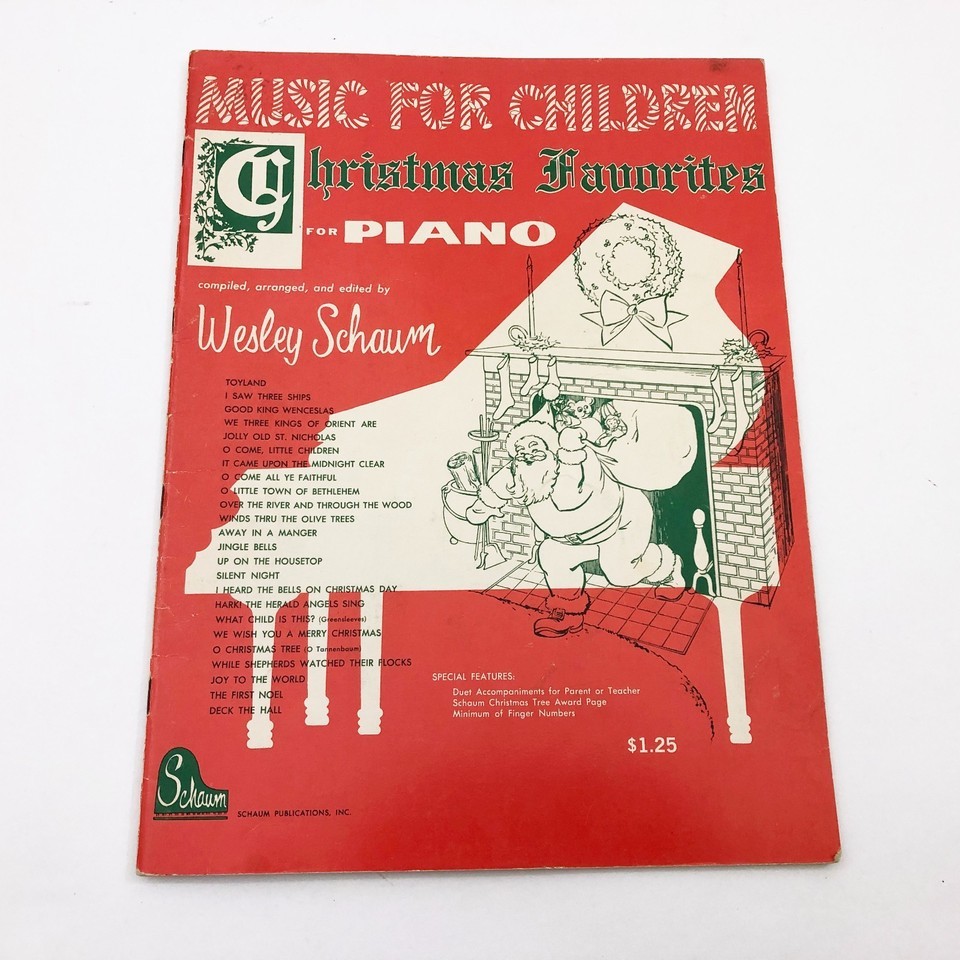 MUSIC FOR CHILDREN
Christmas Favorites
FOR PIANO
compiled, arranged, and edited by
Wesley Schaum
TOYLAND
I SAW THREE SHIPS
GOOD KING WENCESLAS
WE THREE KINGS OF ORIENT ARE
JOLLY OLD ST. NICHOLAS
O COME, LITTLE CHILDREN
IT CAME UPON THE MIDNIGHT CLEAR
O COME ALL YE FAITHFUL
O LITTLE TOWN OF BETHLEHEM
OVER THE RIVER AND THROUGH THE WOOD
WINDS THRU THE OLIVE TREES
AWAY IN A MANGER
JINGLE BELLS
UP ON THE HOUSETOP
SILENT NIGHT
I HEARD THE BELLS ON CHRISTMAS DAY
HARK! THE HERALD ANGELS SING
WHAT CHILD IS THIS? (Greensleeves)
WE WISH YOU A MERRY CHRISTMAS
O CHRISTMAS TREE (O Tannenbaum)
WHILE SHEPHERDS WATCHED THEIR FLOCKS
JOY TO THE WORLD
THE FIRST NOEL
DECK THE HALL
SPECIAL FEATURES:
Duet Accompaniments for Parent or Teacher
Schaum Christmas Tree Award Page
Minimum of Finger Numbers
$1.25
Schaum
SCHAUM PUBLICATIONS, INC.